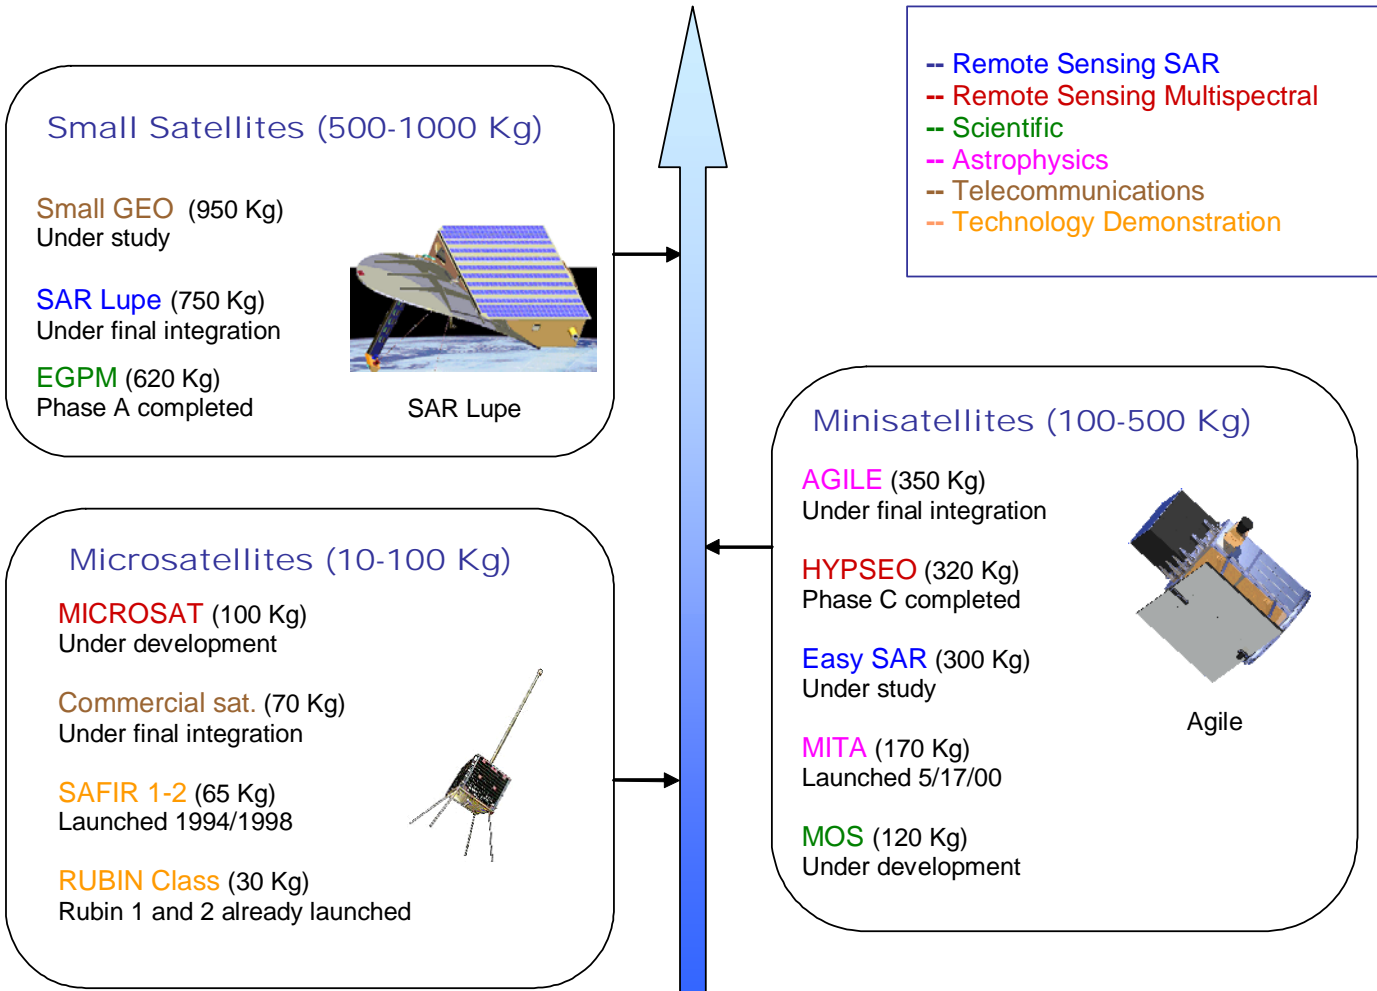 Small Satellites (500-1000 Kg)
Small GEO (950 Kg)
Under study
SAR Lupe (750 Kg)
Under final integration
EGPM (620 Kg)
Phase A completed
SAR Lupe
-- Remote Sensing SAR
-- Remote Sensing Multispectral
-- Scientific
-- Astrophysics
-- Telecommunications
-- Technology Demonstration
Minisatellites (100-500 Kg)
AGILE (350 Kg)
Under final integration
HYPSEO (320 Kg)
Phase C completed
Easy SAR (300 Kg)
Under study
MITA (170 Kg)
Launched 5/17/00
MOS (120 Kg)
Under development
Agile
Microsatellites (10-100 Kg)
MICROSAT (100 Kg)
Under development
Commercial sat. (70 Kg)
Under final integration
SAFIR 1-2 (65 Kg)
Launched 1994/1998
RUBIN Class (30 Kg)
Rubin 1 and 2 already launched